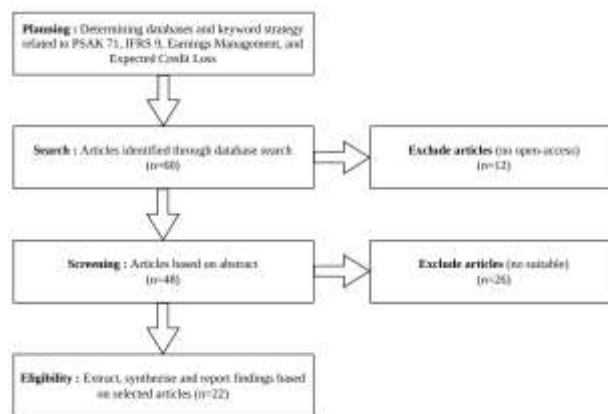 Planning : Determining databases and keyword strategy
related to PSAK 71, IFRS 9, Earnings Management, and
Expected Credit Loss
Search : Articles identified through database search
(n=60)
Exclude articles (no open-access)
(n=12)
Screening : Articles based on abstract
(n=48)
Exclude articles (no suitable)
(n=26)
Eligibility : Extract, synthesize and report findings based
on selected articles (n=22)